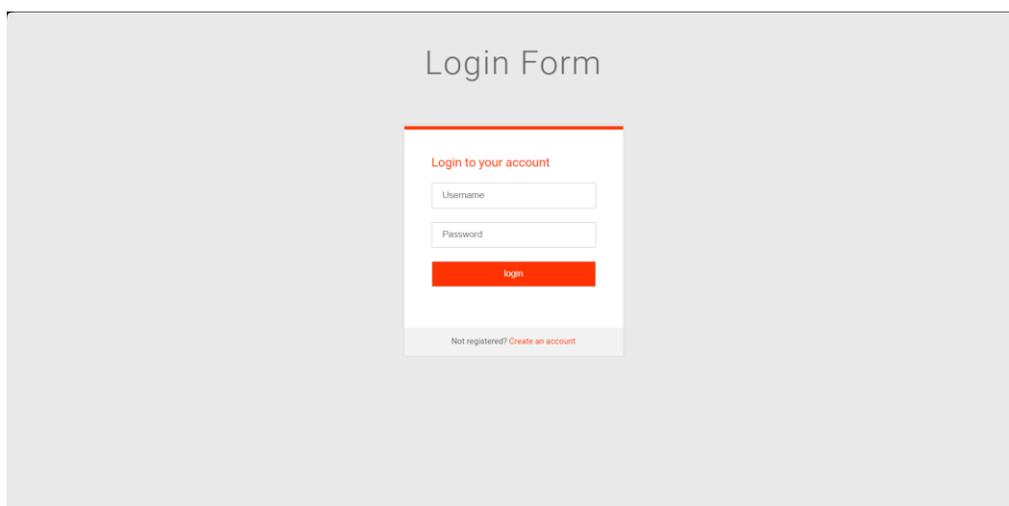 Login Form
Login to your account
Username
Password
login
Not registered? Create an account